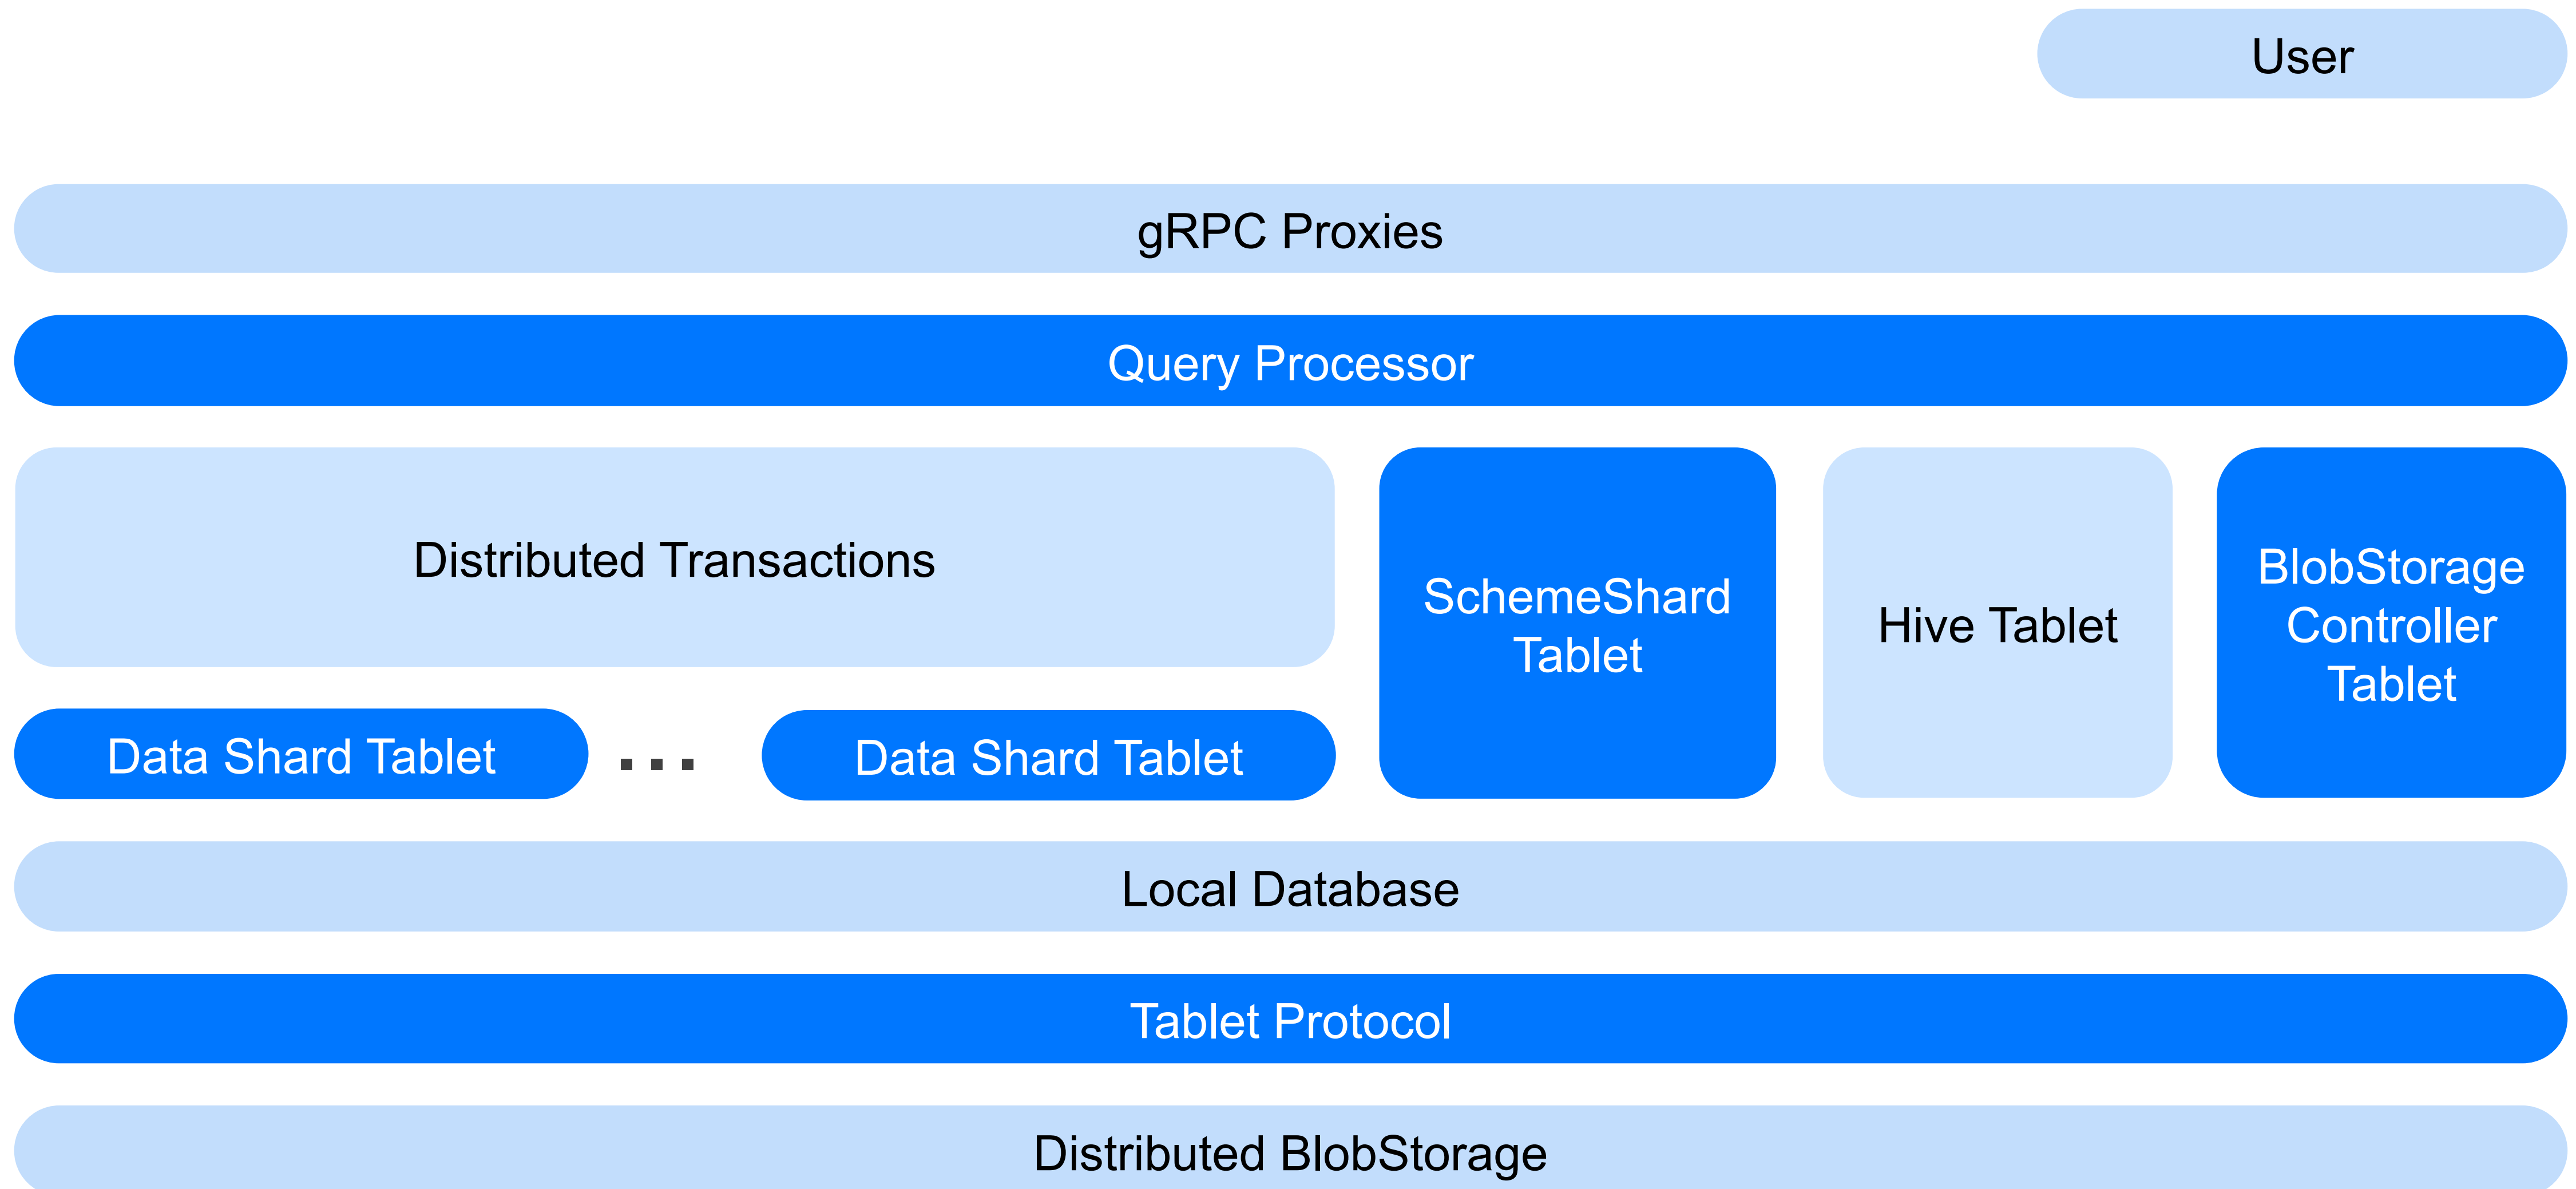 User
gRPC Proxies
Query Processor
Distributed Transactions
SchemeShard
Tablet
Hive Tablet
BlobStorage
Controller
Tablet
Data Shard Tablet
...
Data Shard Tablet
Local Database
Tablet Protocol
Distributed BlobStorage